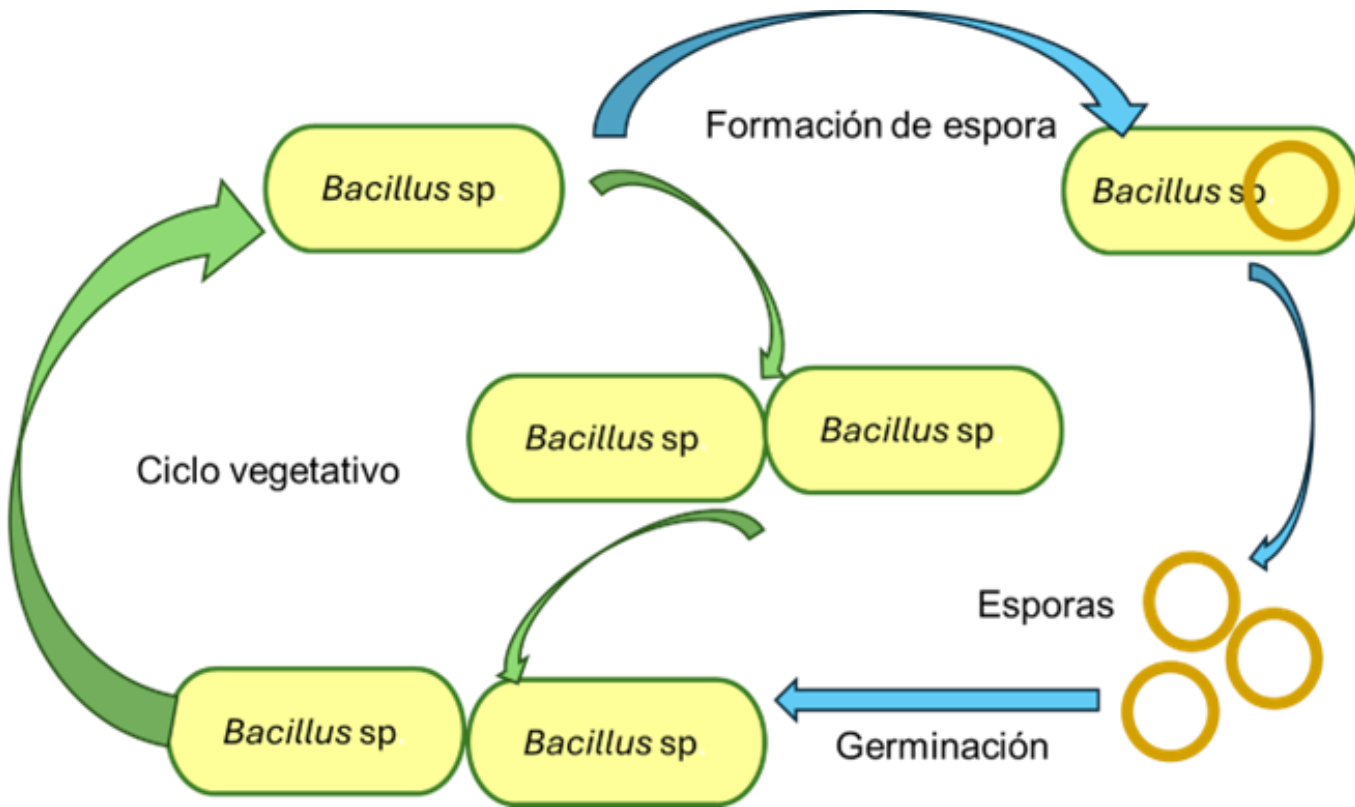 Formación de espora
Bacillus sp.
Bacillus sp.
Bacillus sp.
Bacillus sp.
Ciclo vegetativo
Esporas
Bacillus sp.
Bacillus sp.
Germinación